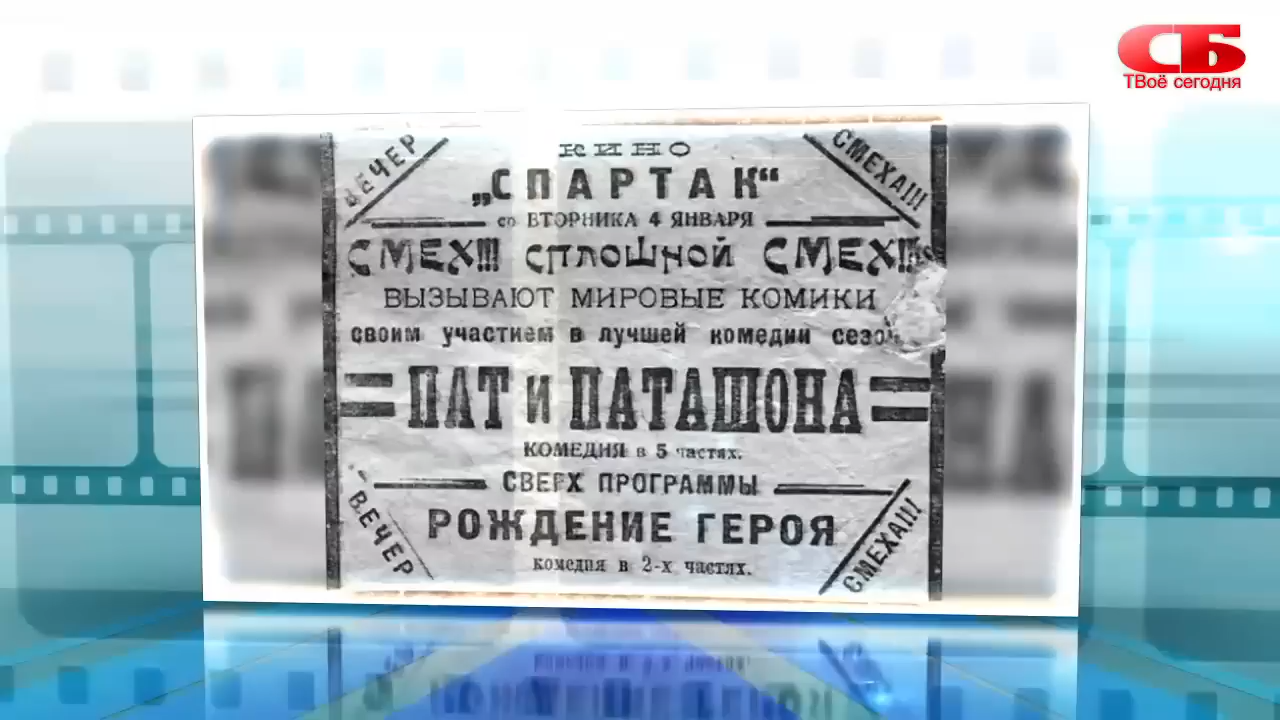 СБ
ТВоё сегодня
ВЕЧЕР
СМЕХА!!!
КИНО
„СПАРТАК“
со ВТОРНИКА 4 ЯНВАРЯ
СМЕХ!!! СПЛОШНОЙ СМЕХ!!!
ВЫЗЫВАЮТ МИРОВЫЕ КОМИКИ
своим участием в лучшей комедии
ПАТ и ПАТАШОНА
КОМЕДИЯ в 5 частях.
СВЕРХ ПРОГРАММЫ
РОЖДЕНИЕ ГЕРОЯ
комедия в 2-х частях.
ВЕЧЕР
СМЕХА!!!